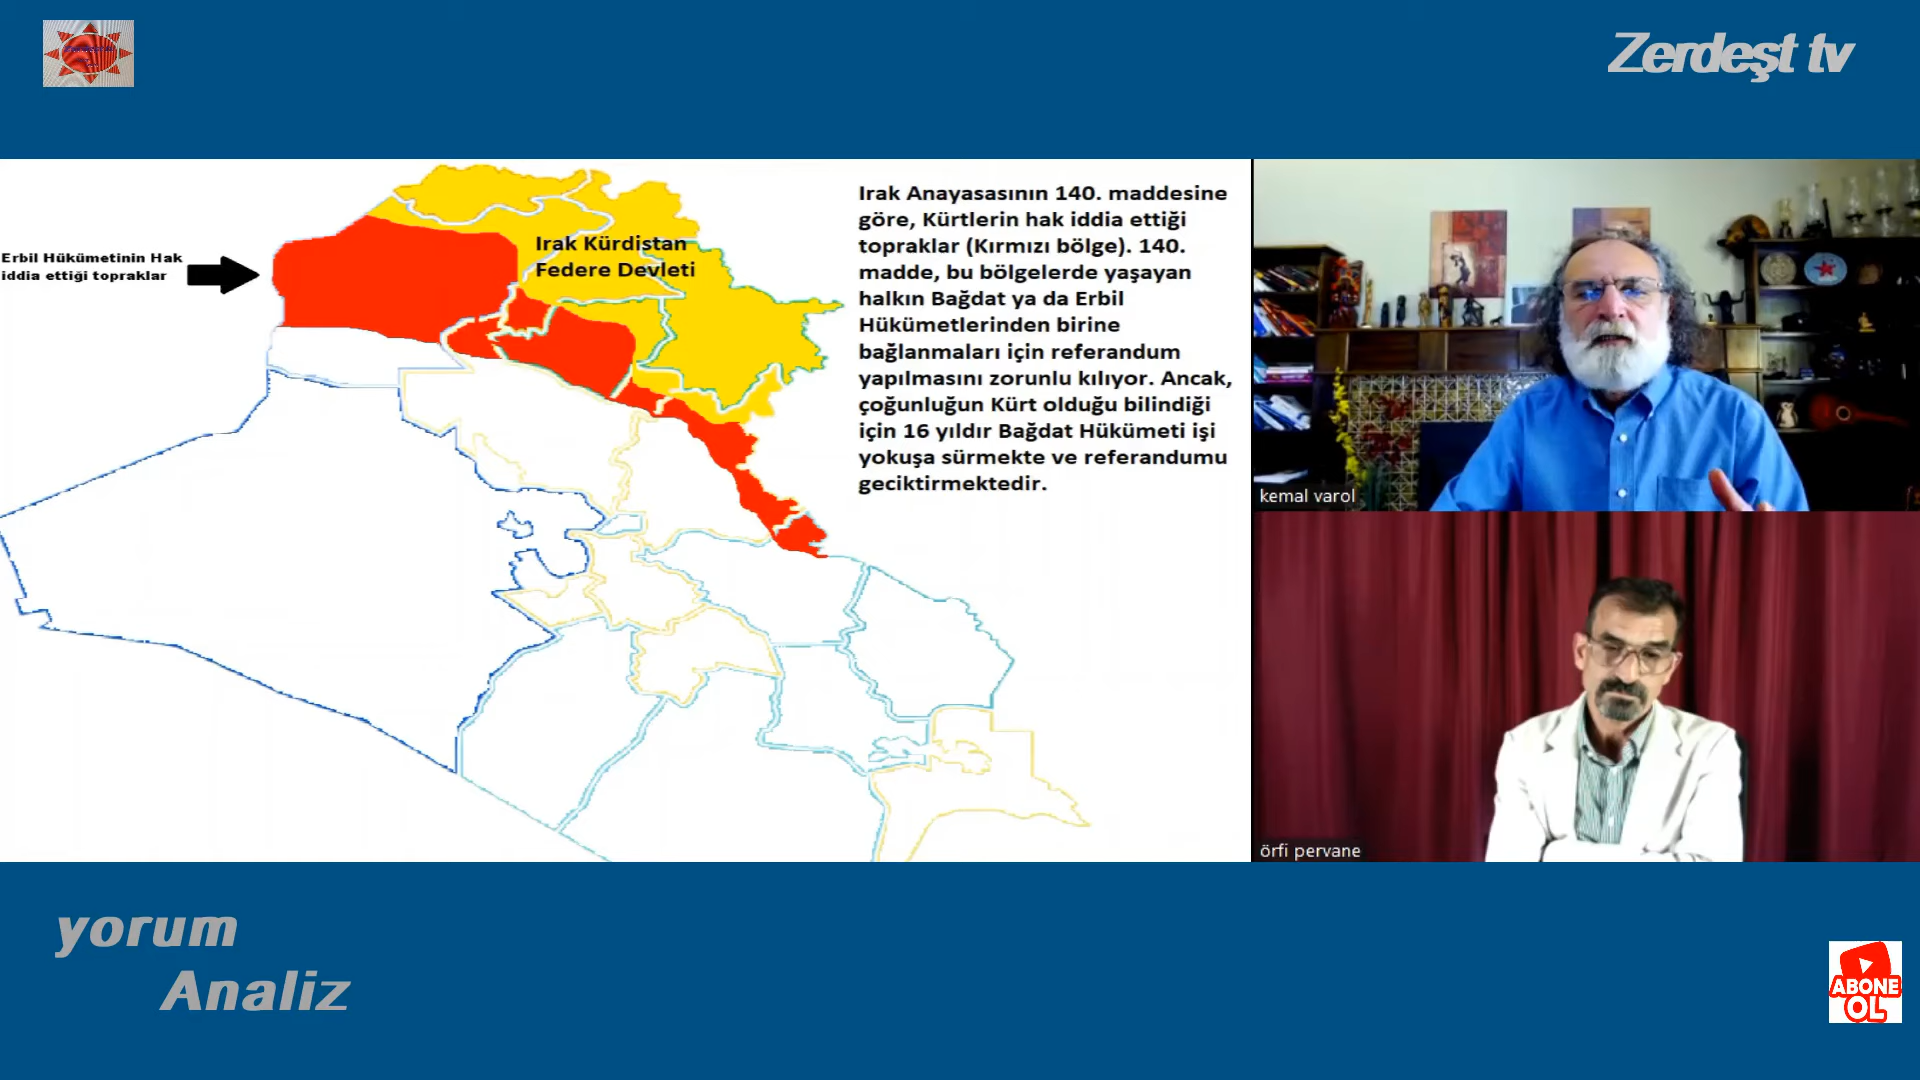 Zerdeşt tv
Erbil Hükümetinin Hak
iddia ettiği topraklar
Irak Kürdistan
Federe Devleti
Irak Anayasasının 140. maddesine
göre, Kürtlerin hak iddia ettiği
topraklar (Kırmızı bölge). 140.
madde, bu bölgelerde yaşayan
halkın Bağdat ya da Erbil
Hükümetlerinden birine
bağlanmaları için referandum
yapılmasını zorunlu kılıyor. Ancak,
çoğunluğun Kürt olduğu bilindiği
için 16 yıldır Bağdat Hükümeti işi
yokuşa sürmekte ve referandumu
geciktirmektedir.
kemal varol
örfi pervane
yorum
Analiz
ABONE
OL